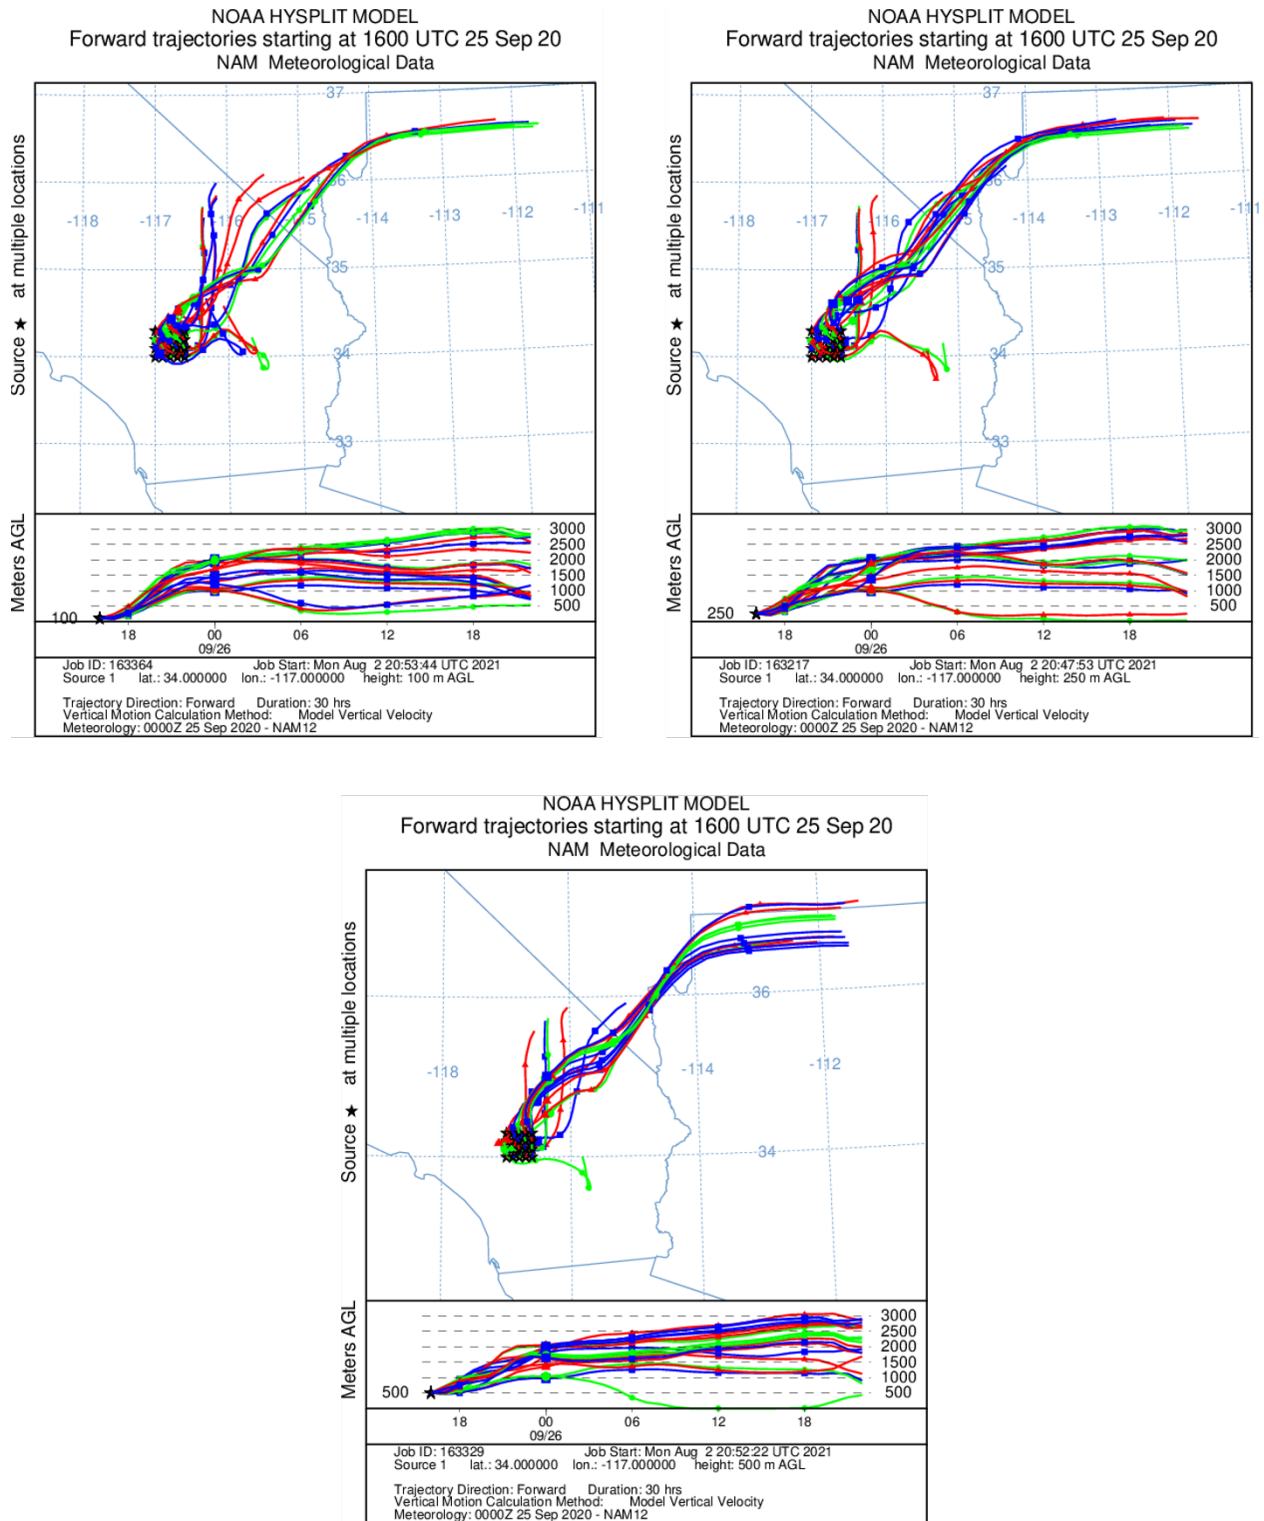 NOAA HYSPLIT MODEL
Forward trajectories starting at 1600 UTC 25 Sep 20
NAM Meteorological Data
Source ★ at multiple locations
37
36
35
34
33
-118
-117
-116
-115
-114
-113
-112
-111
Meters AGL
3000
2500
2000
1500
1000
500
100
18
00
06
12
18
09/26
Job ID: 163364 Job Start: Mon Aug 2 20:53:44 UTC 2021
Source 1 lat.: 34.000000 lon.: -117.000000 height: 100 m AGL
Trajectory Direction: Forward Duration: 30 hrs
Vertical Motion Calculation Method: Model Vertical Velocity
Meteorology: 0000Z 25 Sep 2020 - NAM12
NOAA HYSPLIT MODEL
Forward trajectories starting at 1600 UTC 25 Sep 20
NAM Meteorological Data
Source ★ at multiple locations
37
36
35
34
33
-118
-117
-116
-115
-114
-113
-112
-111
Meters AGL
3000
2500
2000
1500
1000
500
250
18
00
06
12
18
09/26
Job ID: 163217 Job Start: Mon Aug 2 20:47:53 UTC 2021
Source 1 lat.: 34.000000 lon.: -117.000000 height: 250 m AGL
Trajectory Direction: Forward Duration: 30 hrs
Vertical Motion Calculation Method: Model Vertical Velocity
Meteorology: 0000Z 25 Sep 2020 - NAM12
NOAA HYSPLIT MODEL
Forward trajectories starting at 1600 UTC 25 Sep 20
NAM Meteorological Data
Source ★ at multiple locations
36
34
-118
-114
-112
Meters AGL
3000
2500
2000
1500
1000
500
500
18
00
06
12
18
09/26
Job ID: 163329 Job Start: Mon Aug 2 20:52:22 UTC 2021
Source 1 lat.: 34.000000 lon.: -117.000000 height: 500 m AGL
Trajectory Direction: Forward Duration: 30 hrs
Vertical Motion Calculation Method: Model Vertical Velocity
Meteorology: 0000Z 25 Sep 2020 - NAM12